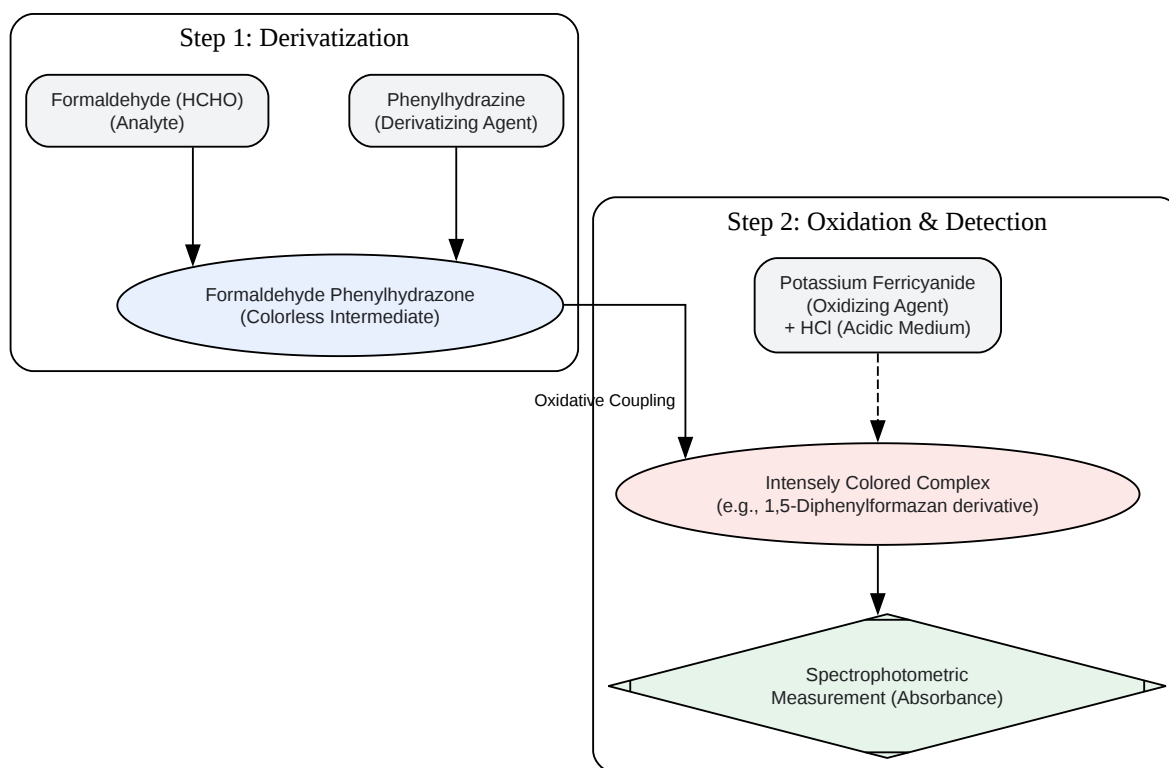 Step 1: Derivatization
Formaldehyde (HCHO)
(Analyte)
Phenylhydrazine
(Derivatizing Agent)
Formaldehyde Phenylhydrazone
(Colorless Intermediate)
Step 2: Oxidation & Detection
Potassium Ferricyanide
(Oxidizing Agent)
+ HCl (Acidic Medium)
Oxidative Coupling
Intensely Colored Complex
(e.g., 1,5-Diphenylformazan derivative)
Spectrophotometric
Measurement (Absorbance)